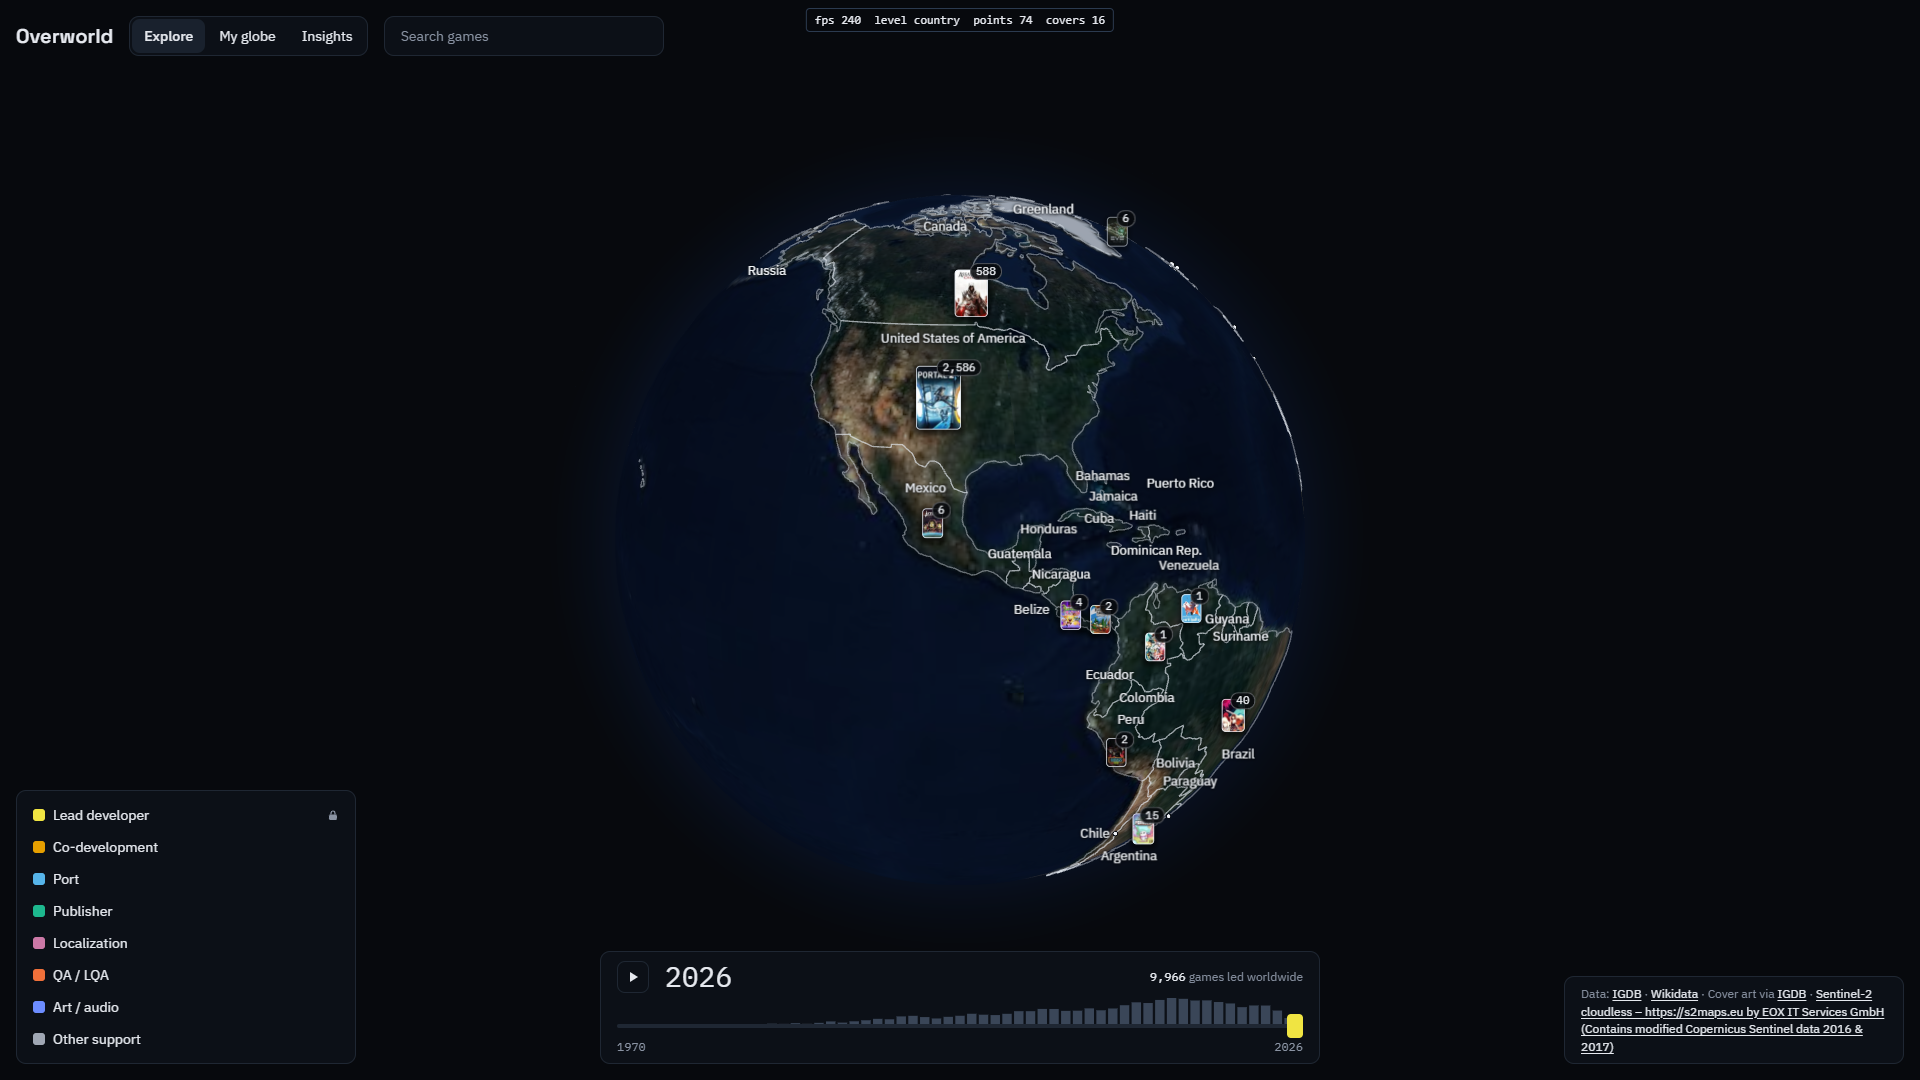 Overworld
Explore
My globe
Insights
Search games
fps 240 level country points 74 covers 16
Greenland
6
Canada
Russia
588
United States of America
2,586
PORTAL 2
Bahamas
Puerto Rico
Mexico
Jamaica
6
Cuba
Haiti
Honduras
Guatemala
Dominican Rep.
Venezuela
Nicaragua
Belize
4
2
1
Guyana
1
Suriname
Ecuador
Colombia
40
Peru
2
Brazil
Bolivia
Paraguay
15
Chile
Argentina
Lead developer
Co-development
Port
Publisher
Localization
QA / LQA
Art / audio
Other support
2026
9,966 games led worldwide
1970
2026
Data: IGDB · Wikidata · Cover art via IGDB · Sentinel-2
cloudless – https://s2maps.eu by EOX IT Services GmbH
(Contains modified Copernicus Sentinel data 2016 &
2017)